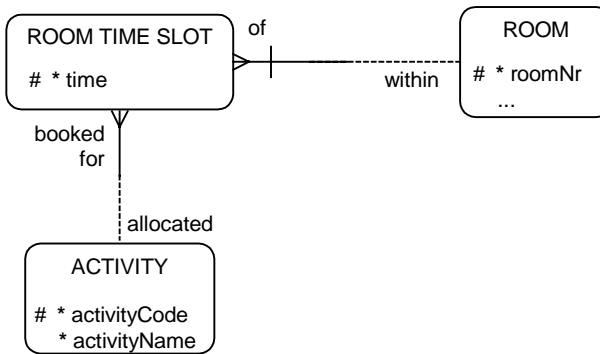 ROOM TIME SLOT
# * time
of
within
ROOM
# * roomNr
...
booked
for
allocated
ACTIVITY
# * activityCode
* activityName